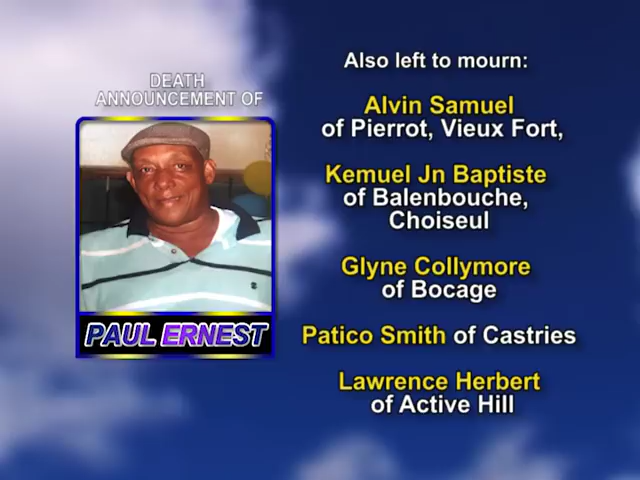 DEATH
ANNOUNCEMENT OF
PAUL ERNEST
Also left to mourn:
Alvin Samuel
of Pierrot, Vieux Fort,
Kemuel Jn Baptiste
of Balenbouche,
Choiseul
Glyne Collymore
of Bocage
Patico Smith of Castries
Lawrence Herbert
of Active Hill